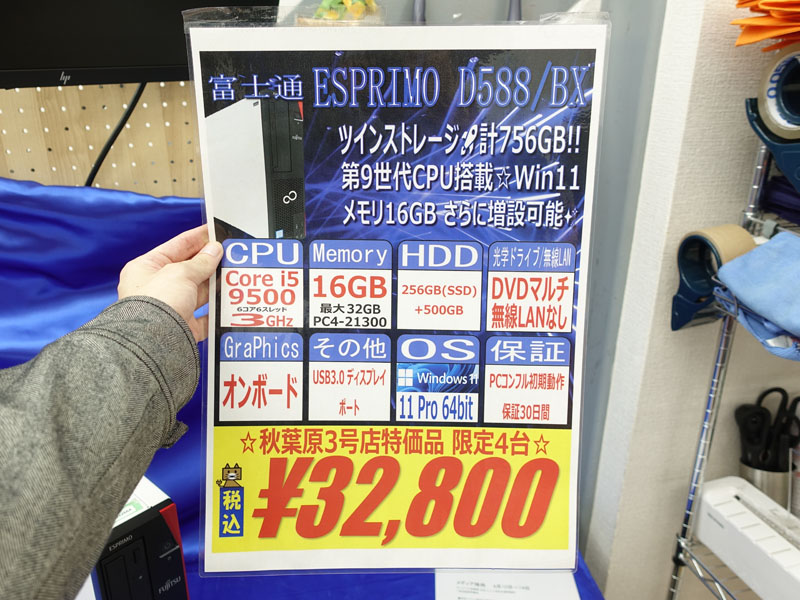 hp
富士通 ESPRIMO D588/BX
ツインストレージ 計756GB!!
第9世代CPU搭載☆Win11
メモリ16GB さらに増設可能
CPU
Core i5
9500
6コア6スレッド
3GHz
Memory
16GB
最大32GB
PC4-21300
HDD
256GB(SSD)
+500GB
光学ドライブ/無線LAN
DVDマルチ
無線LANなし
GraPhics
オンボード
その他
USB3.0 ディスプレイ
ポート
OS
Windows 11
11 Pro 64bit
保証
PCコンフル初期動作
保証30日間
☆秋葉原3号店特価品 限定4台☆
税込
¥32,800
ESPRIMO
FUJITSU